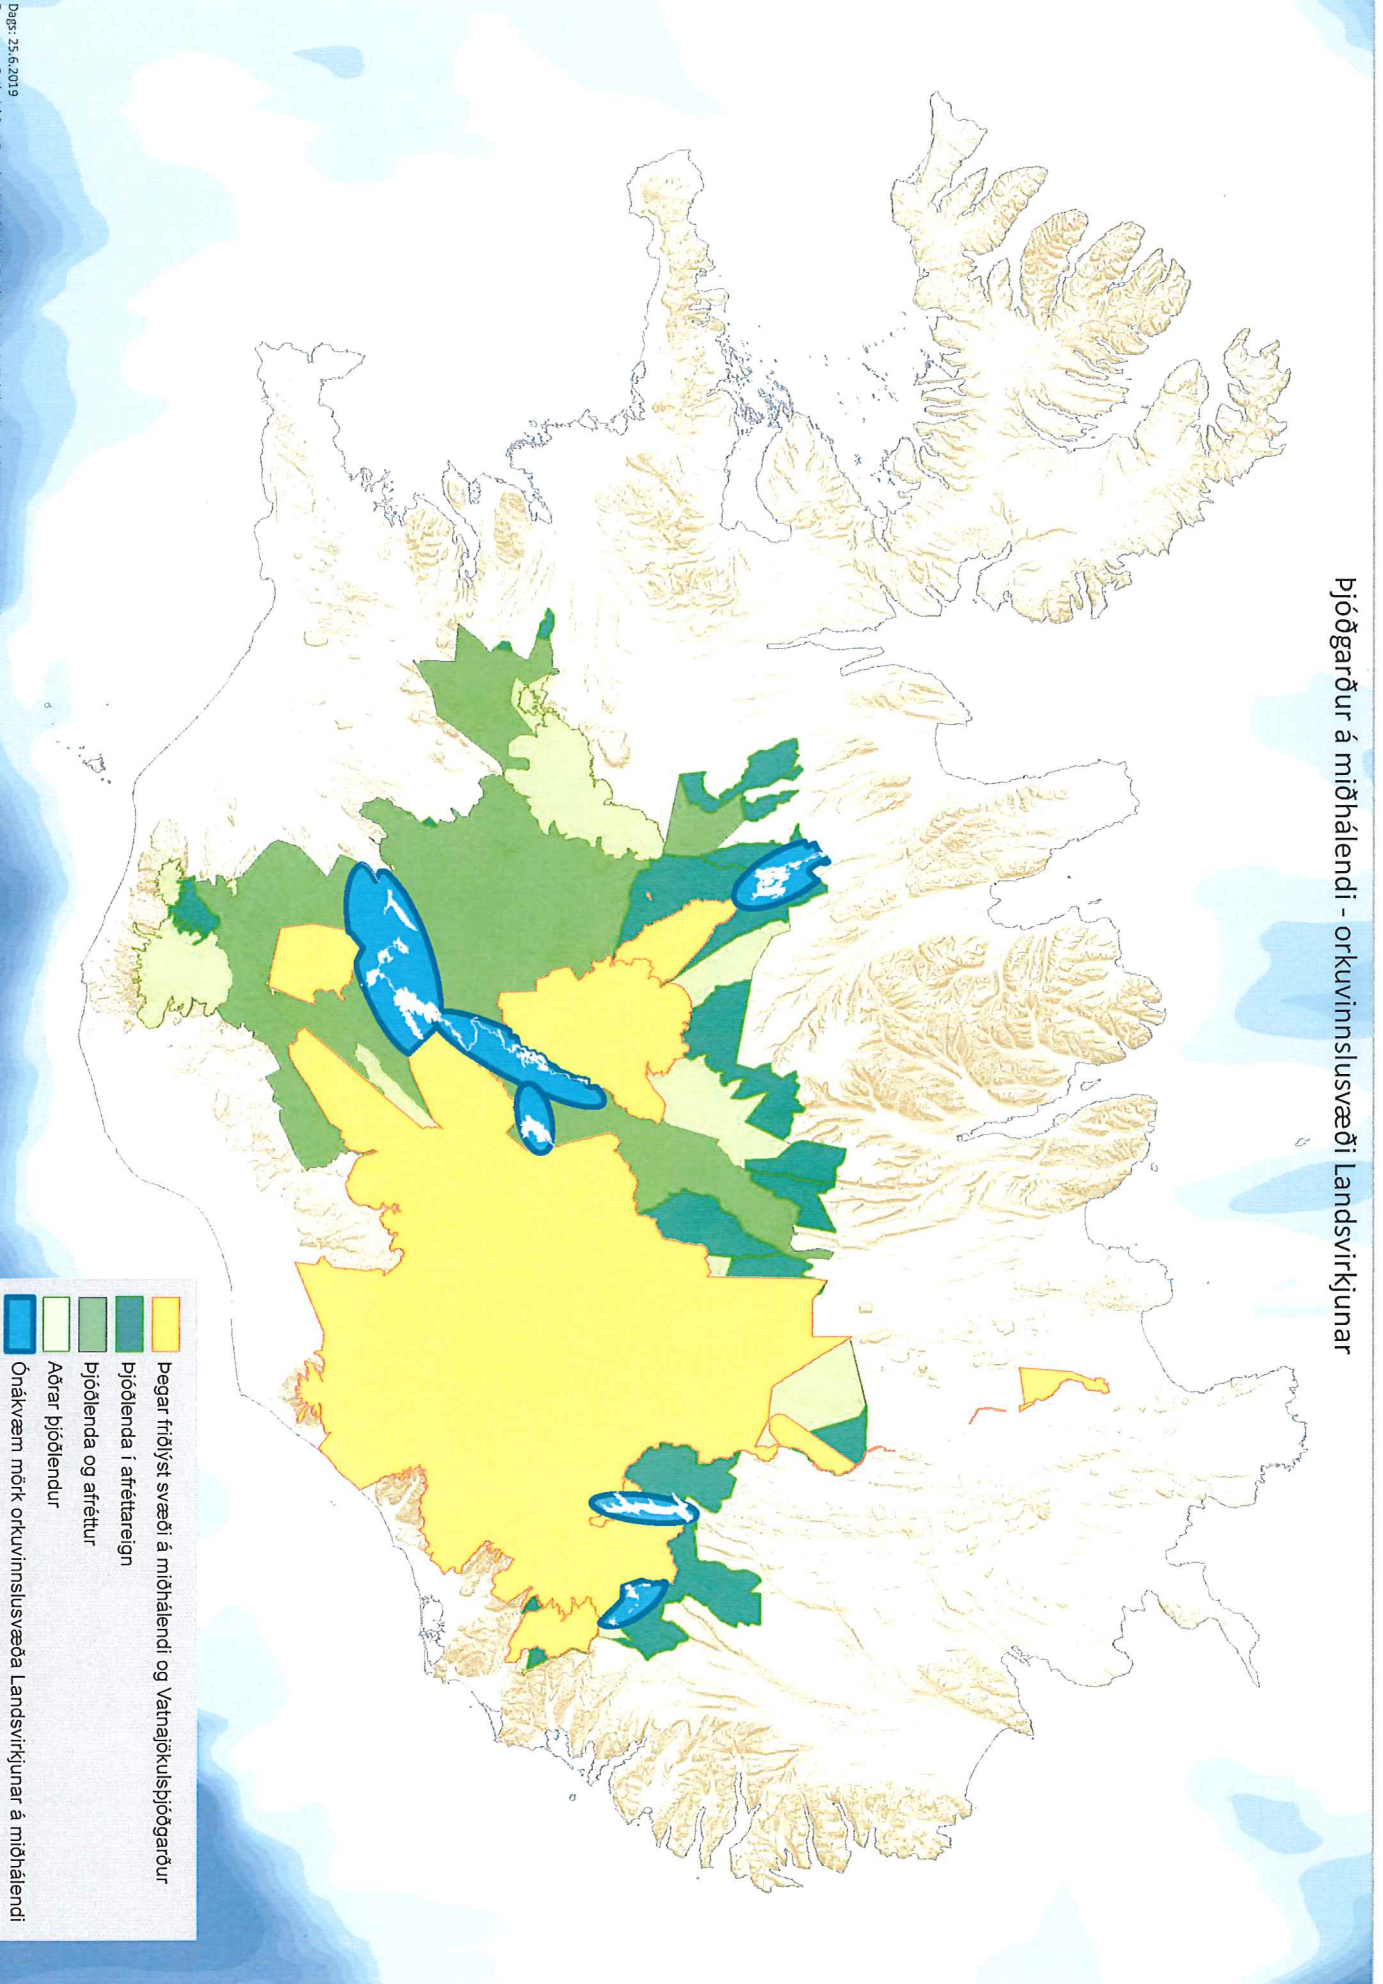 Þjóðgarður á miðhálendi - orkuvinnslusvæði Landsvirkjunar
Þegar friðlýst svæði á miðhálendi og Vatnajökulsþjóðgarður
Þjóðlenda í afréttareign
Þjóðlenda og afréttur
Aðrar þjóðlendur
Ónákvæm mörk orkuvinnslusvæða Landsvirkjunar á miðhálendi
Dags: 25.6.2019